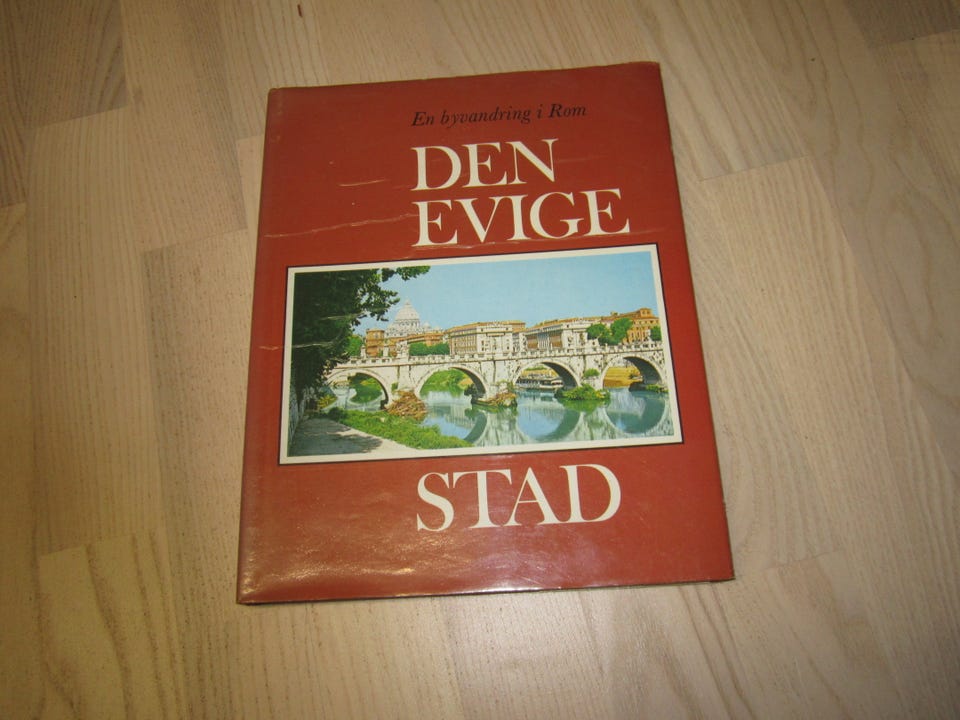 En byvandring i Rom
DEN
EVIGE
STAD